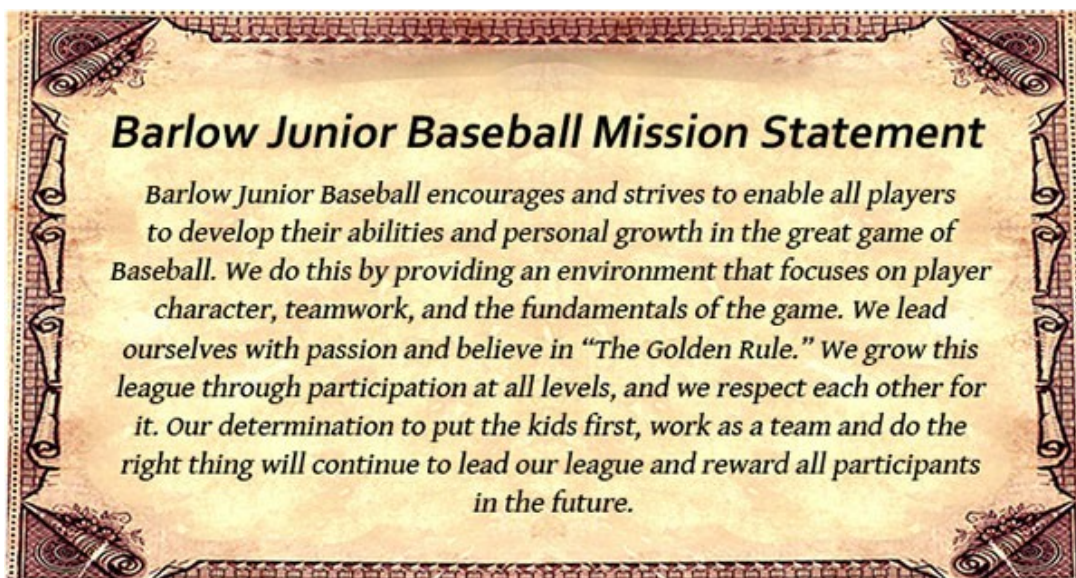 Barlow Junior Baseball Mission Statement
Barlow Junior Baseball encourages and strives to enable all players
to develop their abilities and personal growth in the great game of
Baseball. We do this by providing an environment that focuses on player
character, teamwork, and the fundamentals of the game. We lead
ourselves with passion and believe in “The Golden Rule.” We grow this
league through participation at all levels, and we respect each other for
it. Our determination to put the kids first, work as a team and do the
right thing will continue to lead our league and reward all participants
in the future.